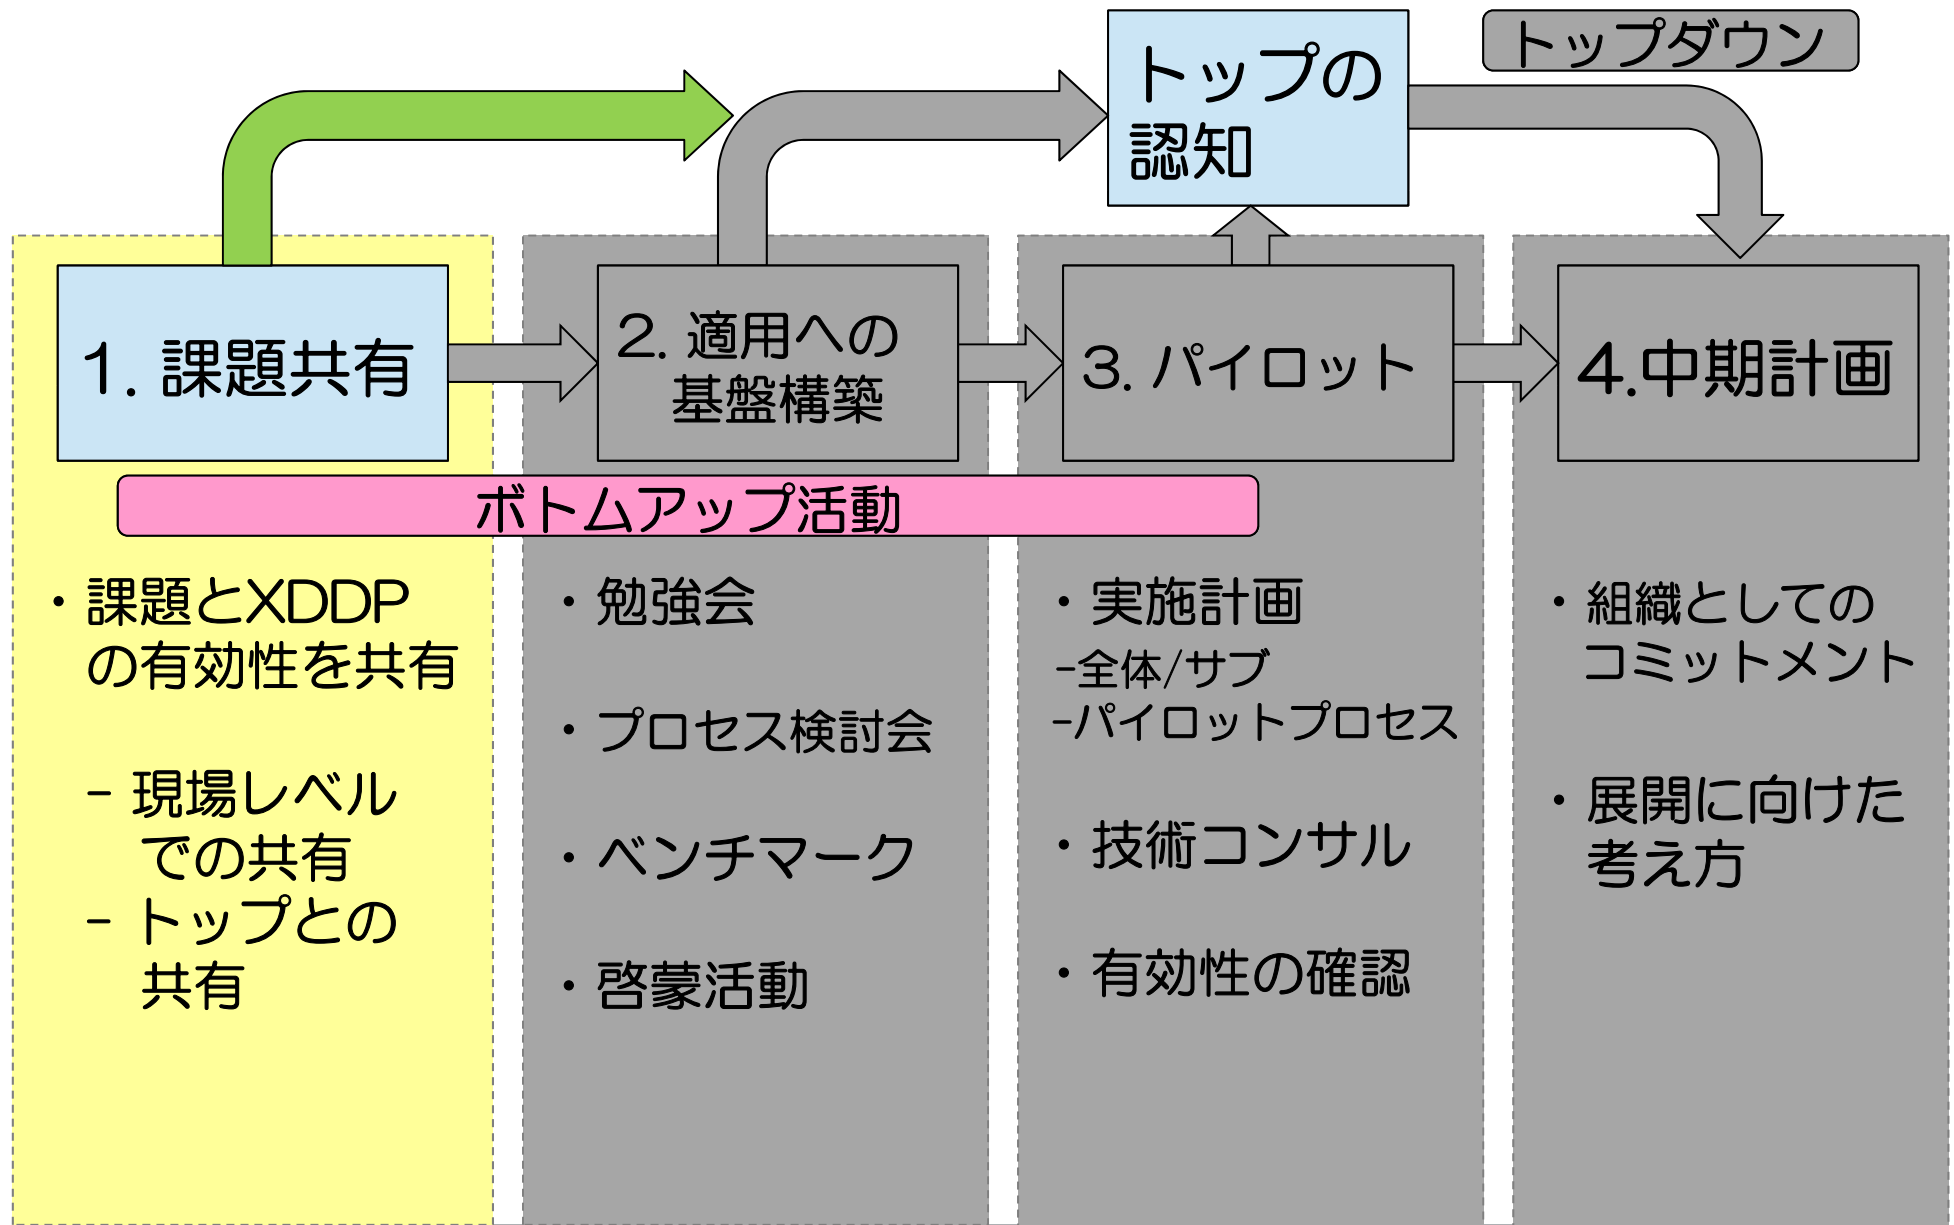 トップの
認知
トップダウン
1. 課題共有
2. 適用への
基盤構築
3. パイロット
4.中期計画
ボトムアップ活動
・課題とXDDP
の有効性を共有
- 現場レベル
での共有
- トップとの
共有
・勉強会
・プロセス検討会
・ベンチマーク
・啓蒙活動
・実施計画
-全体/サブ
-パイロットプロセス
・技術コンサル
・有効性の確認
・組織としての
コミットメント
・展開に向けた
考え方